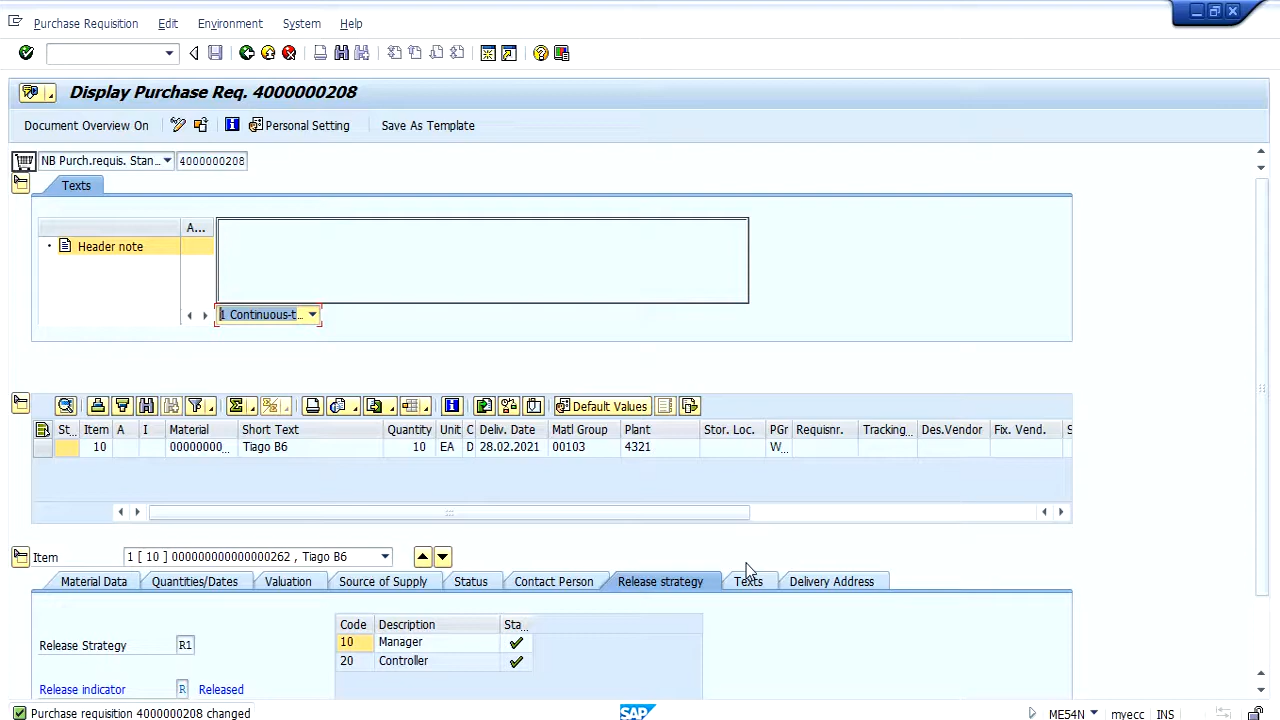 Purchase Requisition Edit Environment System Help
Display Purchase Req. 4000000208
Document Overview On Personal Setting Save As Template
NB Purch.requis. Stan... 4000000208
Texts
A...
Header note
1 Continuous-t...
Default Values
St... Item A I Material Short Text Quantity Unit C Deliv. Date Matl Group Plant Stor. Loc. PGr Requisnr. Tracking... Des.Vendor Fix. Vend. S
10 00000000... Tiago B6 10 EA D 28.02.2021 00103 4321 W...
Item 1 [ 10 ] 000000000000000262 , Tiago B6
Material Data Quantities/Dates Valuation Source of Supply Status Contact Person Release strategy Texts Delivery Address
Code Description Sta...
Release Strategy R1 10 Manager
20 Controller
Release indicator R Released
Purchase requisition 4000000208 changed SAP ME54N myecc INS